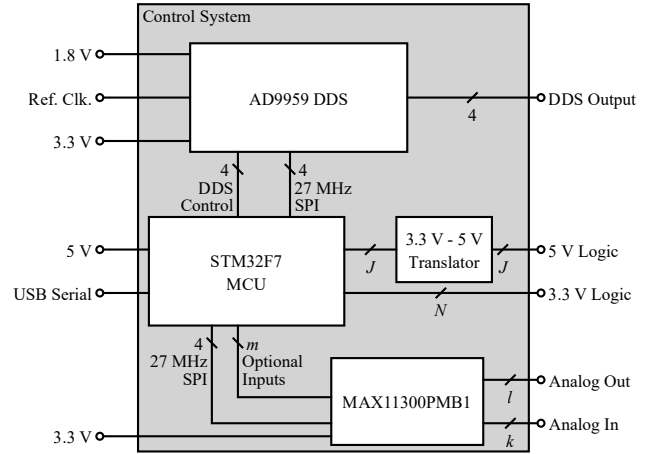 Control System
1.8 V
Ref. Clk.
3.3 V
AD9959 DDS
4
DDS Output
4
DDS
Control
4
27 MHz
SPI
5 V
USB Serial
STM32F7
MCU
J
3.3 V - 5 V
Translator
J
5 V Logic
N
3.3 V Logic
4
27 MHz
SPI
m
Optional
Inputs
MAX11300PMB1
l
Analog Out
k
Analog In
3.3 V